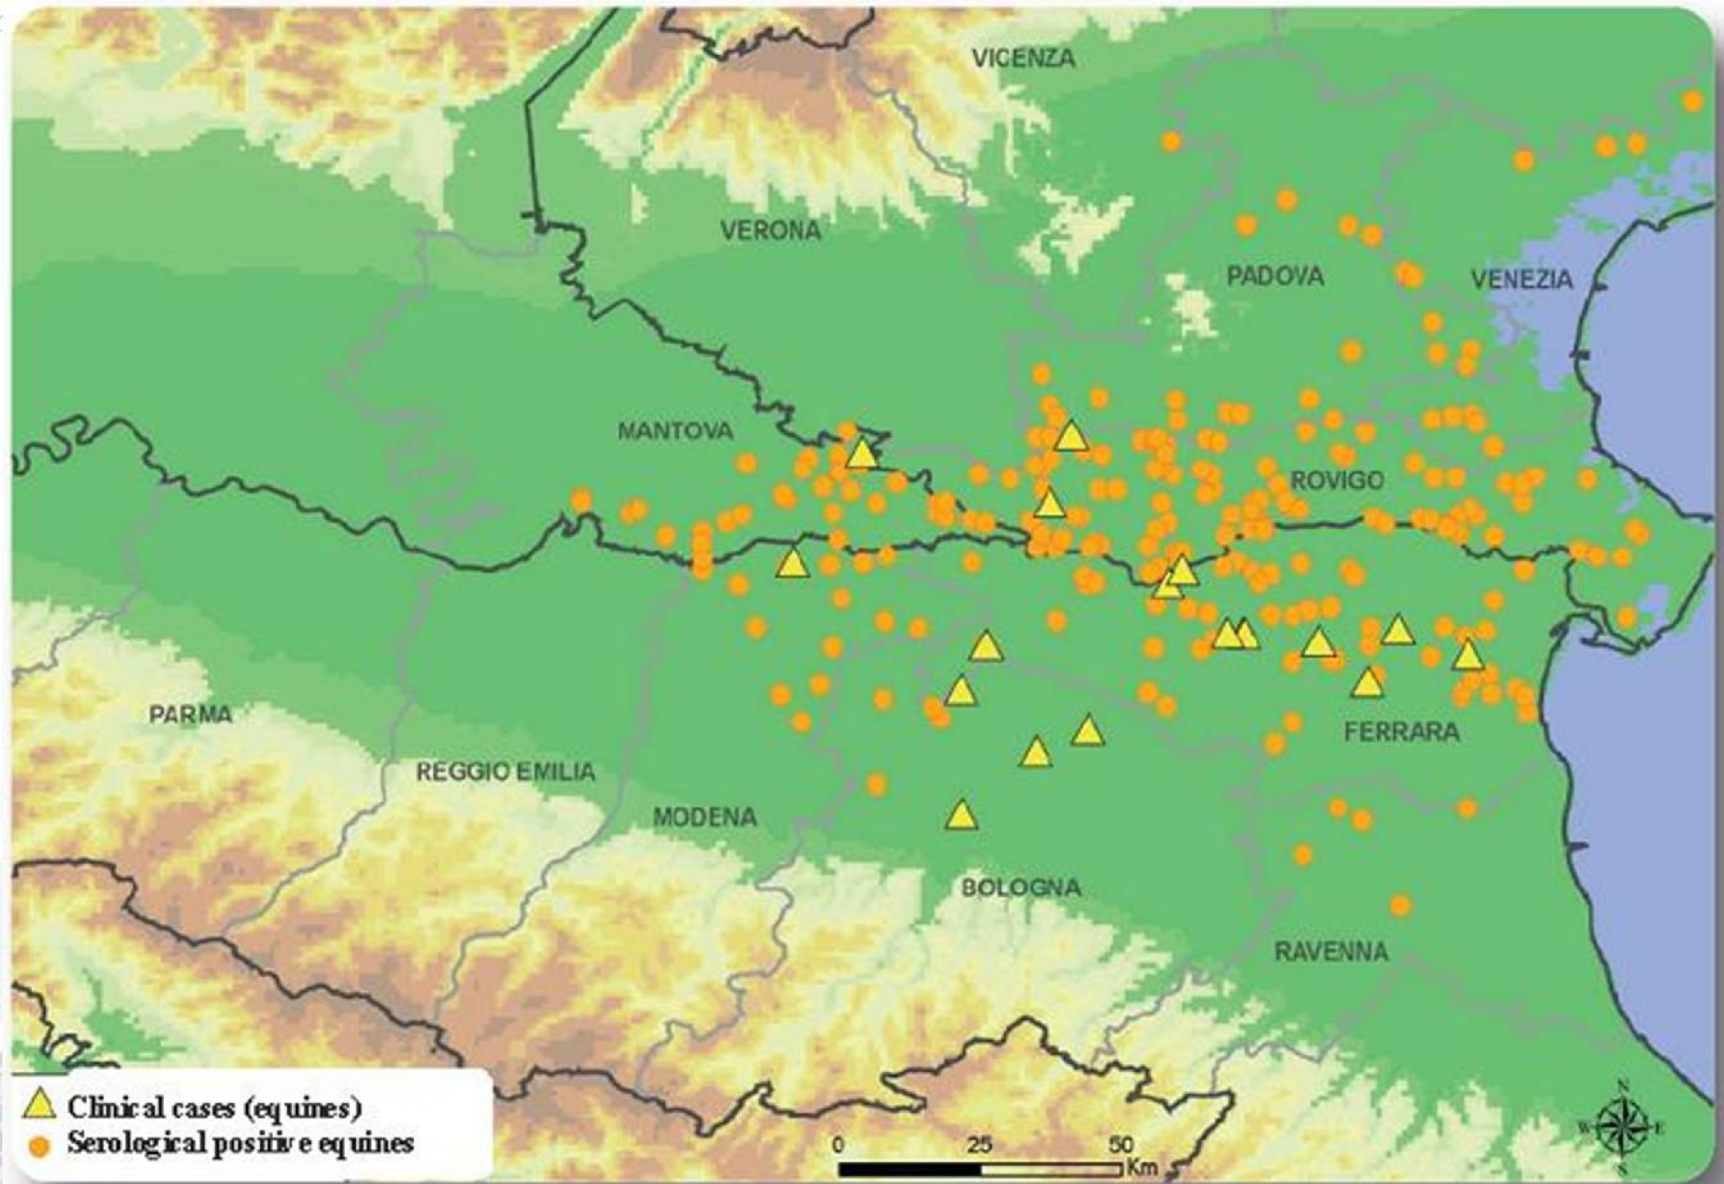 VICENZA
VERONA
PADOVA
VENEZIA
MANTOVA
ROVIGO
PARMA
FERRARA
REGGIO EMILIA
MODENA
BOLOGNA
RAVENNA
Clinical cases (equines)
Serological positive equines
0 25 50
Km
N
W E
S